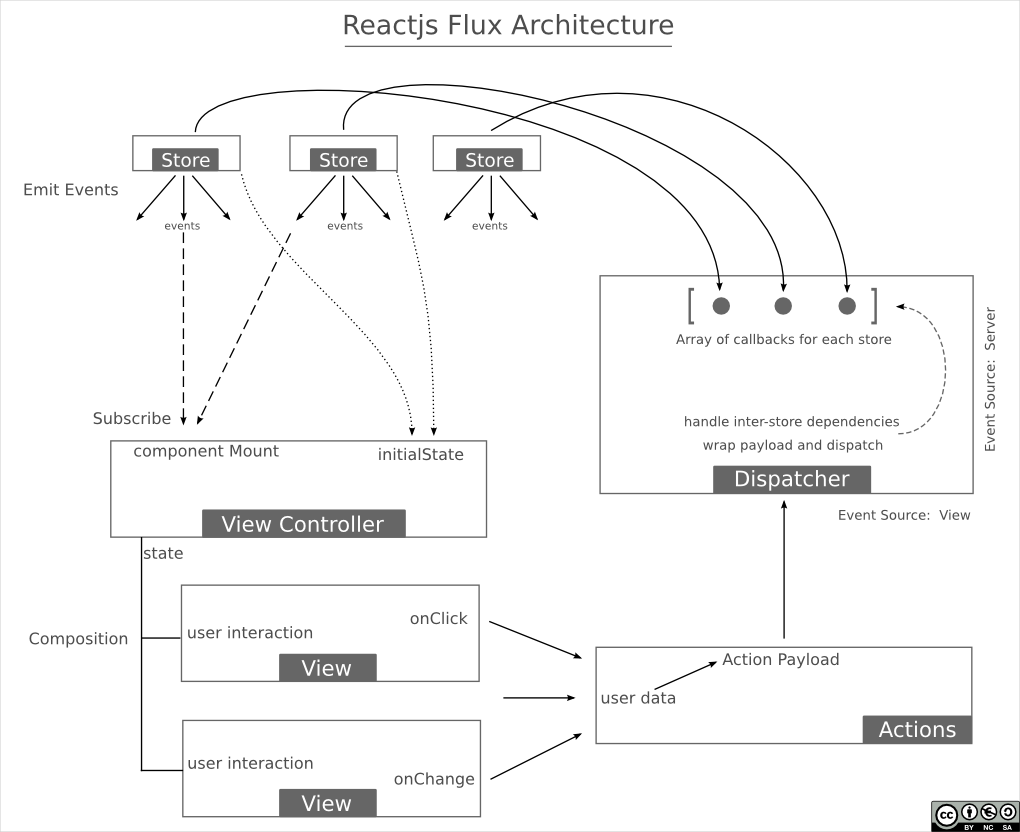 Reactjs Flux Architecture
Store
Store
Store
Emit Events
events
events
events
[ ]
Array of callbacks for each store
Event Source: Server
handle inter-store dependencies
wrap payload and dispatch
Dispatcher
Event Source: View
Subscribe
component Mount
initialState
View Controller
state
Composition
onClick
user interaction
View
user interaction
onChange
View
Action Payload
user data
Actions
cc
BY NC SA